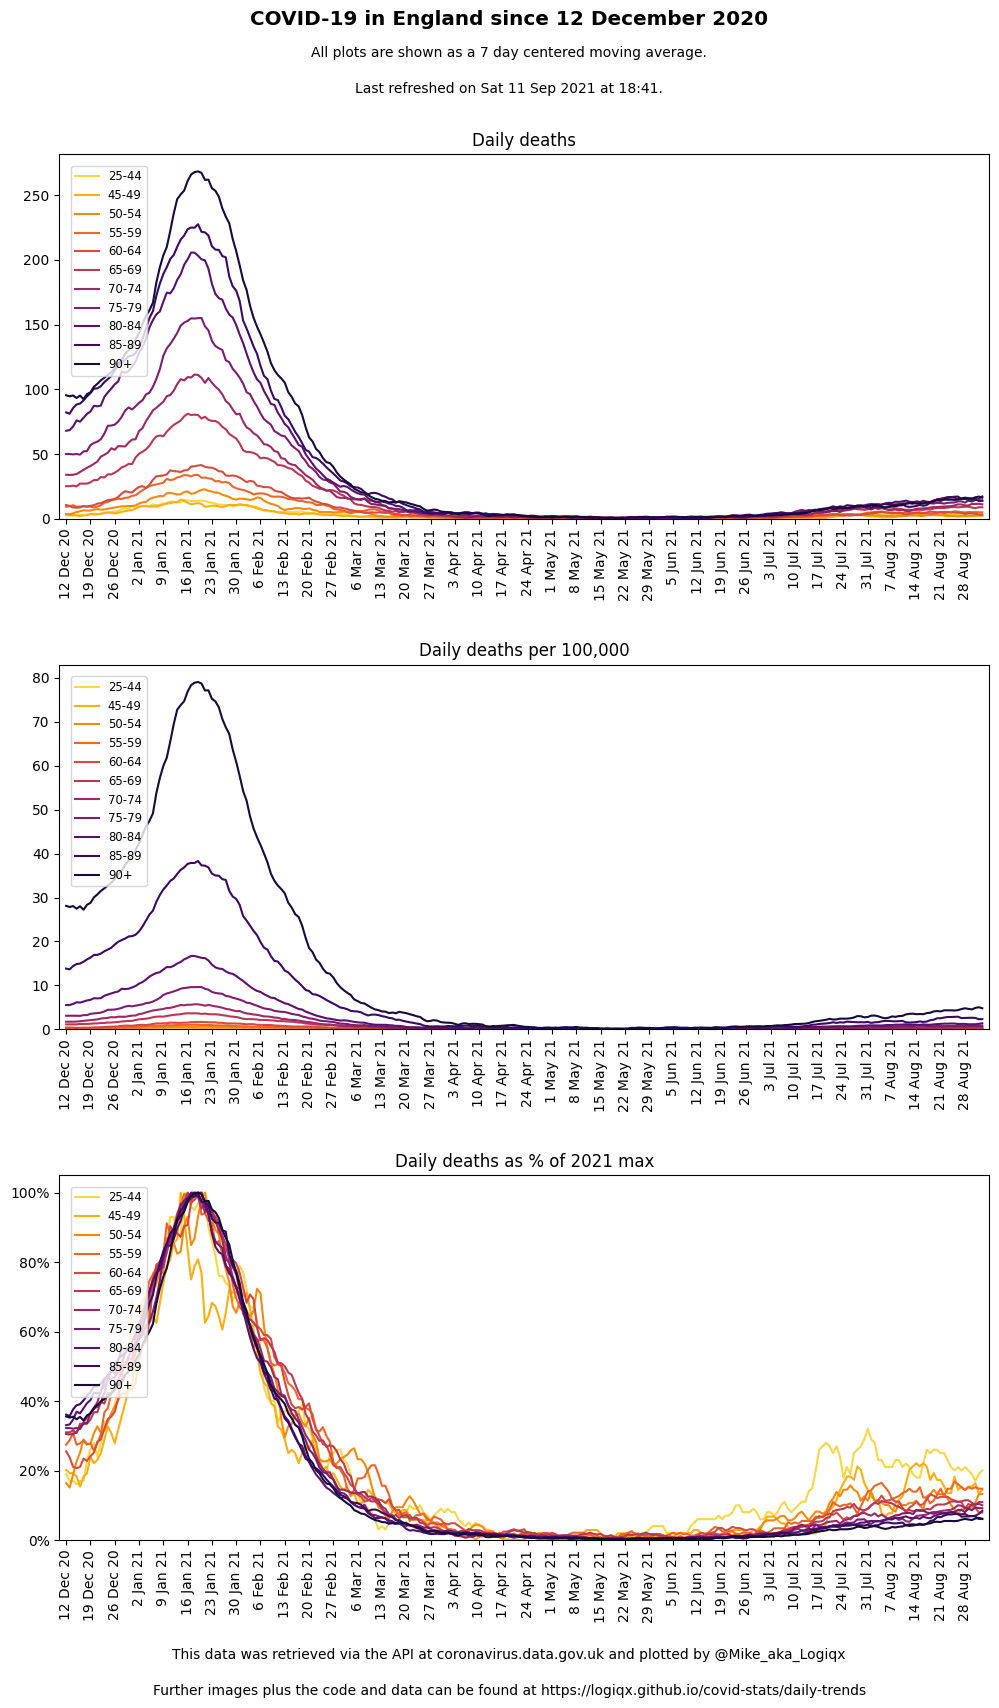 COVID-19 in England since 12 December 2020
All plots are shown as a 7 day centered moving average.
Last refreshed on Sat 11 Sep 2021 at 18:41.
Daily deaths
250
200
150
100
50
0
25-44
45-49
50-54
55-59
60-64
65-69
70-74
75-79
80-84
85-89
90+
12 Dec 20
19 Dec 20
26 Dec 20
2 Jan 21
9 Jan 21
16 Jan 21
23 Jan 21
30 Jan 21
6 Feb 21
13 Feb 21
20 Feb 21
27 Feb 21
6 Mar 21
13 Mar 21
20 Mar 21
27 Mar 21
3 Apr 21
10 Apr 21
17 Apr 21
24 Apr 21
1 May 21
8 May 21
15 May 21
22 May 21
29 May 21
5 Jun 21
12 Jun 21
19 Jun 21
26 Jun 21
3 Jul 21
10 Jul 21
17 Jul 21
24 Jul 21
31 Jul 21
7 Aug 21
14 Aug 21
21 Aug 21
28 Aug 21
Daily deaths per 100,000
80
70
60
50
40
30
20
10
0
25-44
45-49
50-54
55-59
60-64
65-69
70-74
75-79
80-84
85-89
90+
12 Dec 20
19 Dec 20
26 Dec 20
2 Jan 21
9 Jan 21
16 Jan 21
23 Jan 21
30 Jan 21
6 Feb 21
13 Feb 21
20 Feb 21
27 Feb 21
6 Mar 21
13 Mar 21
20 Mar 21
27 Mar 21
3 Apr 21
10 Apr 21
17 Apr 21
24 Apr 21
1 May 21
8 May 21
15 May 21
22 May 21
29 May 21
5 Jun 21
12 Jun 21
19 Jun 21
26 Jun 21
3 Jul 21
10 Jul 21
17 Jul 21
24 Jul 21
31 Jul 21
7 Aug 21
14 Aug 21
21 Aug 21
28 Aug 21
Daily deaths as % of 2021 max
100%
80%
60%
40%
20%
0%
25-44
45-49
50-54
55-59
60-64
65-69
70-74
75-79
80-84
85-89
90+
12 Dec 20
19 Dec 20
26 Dec 20
2 Jan 21
9 Jan 21
16 Jan 21
23 Jan 21
30 Jan 21
6 Feb 21
13 Feb 21
20 Feb 21
27 Feb 21
6 Mar 21
13 Mar 21
20 Mar 21
27 Mar 21
3 Apr 21
10 Apr 21
17 Apr 21
24 Apr 21
1 May 21
8 May 21
15 May 21
22 May 21
29 May 21
5 Jun 21
12 Jun 21
19 Jun 21
26 Jun 21
3 Jul 21
10 Jul 21
17 Jul 21
24 Jul 21
31 Jul 21
7 Aug 21
14 Aug 21
21 Aug 21
28 Aug 21
This data was retrieved via the API at coronavirus.data.gov.uk and plotted by @Mike_aka_Logiqx
Further images plus the code and data can be found at https://logiqx.github.io/covid-stats/daily-trends